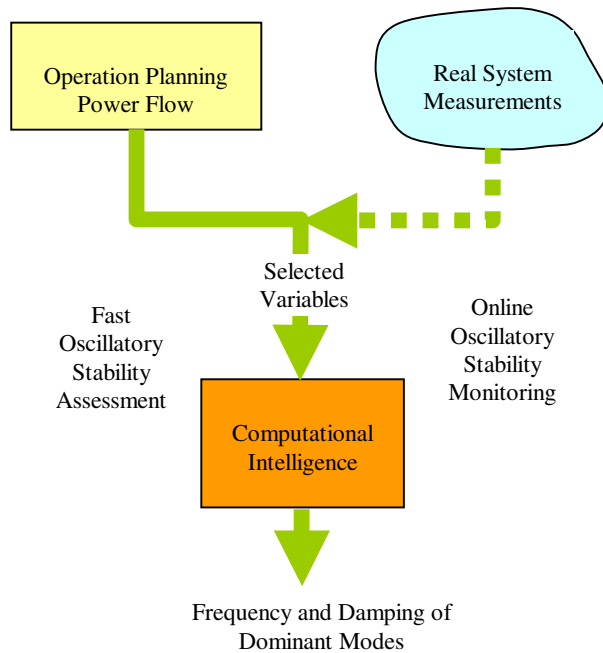 Operation Planning
Power Flow
Real System
Measurements
Selected
Variables
Fast
Oscillatory
Stability
Assessment
Online
Oscillatory
Stability
Monitoring
Computational
Intelligence
Frequency and Damping of
Dominant Modes